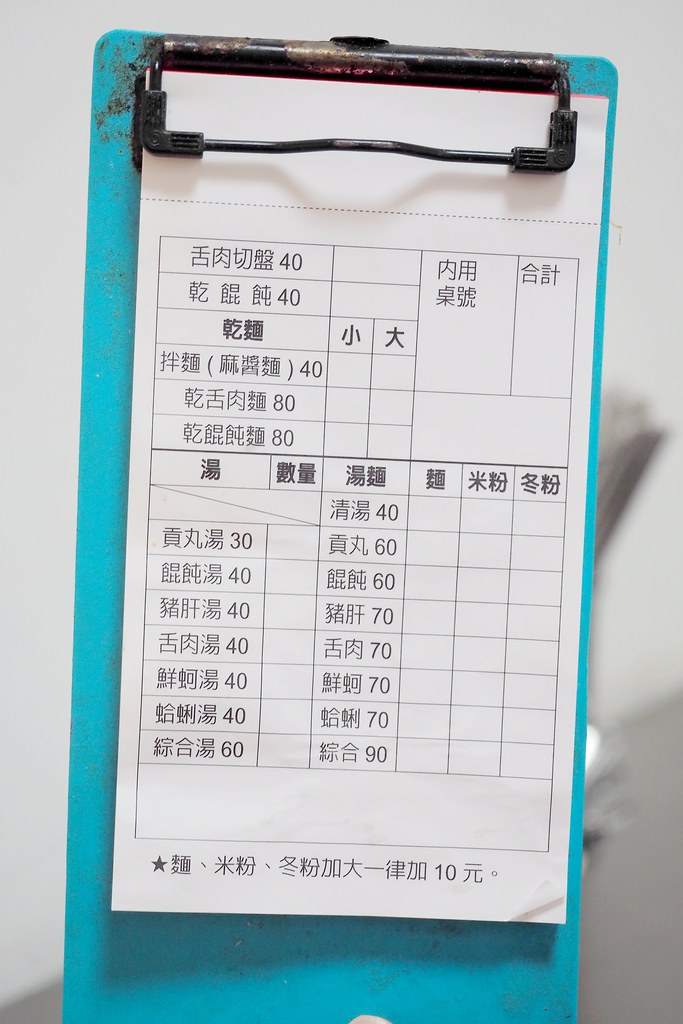 舌肉切盤 40
內用 合計
桌號
乾 餛 飩 40
乾麵 小 大
拌麵 ( 麻醬麵 ) 40
乾舌肉麵 80
乾餛飩麵 80
湯 數量 湯麵 麵 米粉 冬粉
清湯 40
貢丸湯 30 貢丸 60
餛飩湯 40 餛飩 60
豬肝湯 40 豬肝 70
舌肉湯 40 舌肉 70
鮮蚵湯 40 鮮蚵 70
蛤蜊湯 40 蛤蜊 70
綜合湯 60 綜合 90
★麵、米粉、冬粉加大一律加 10 元。